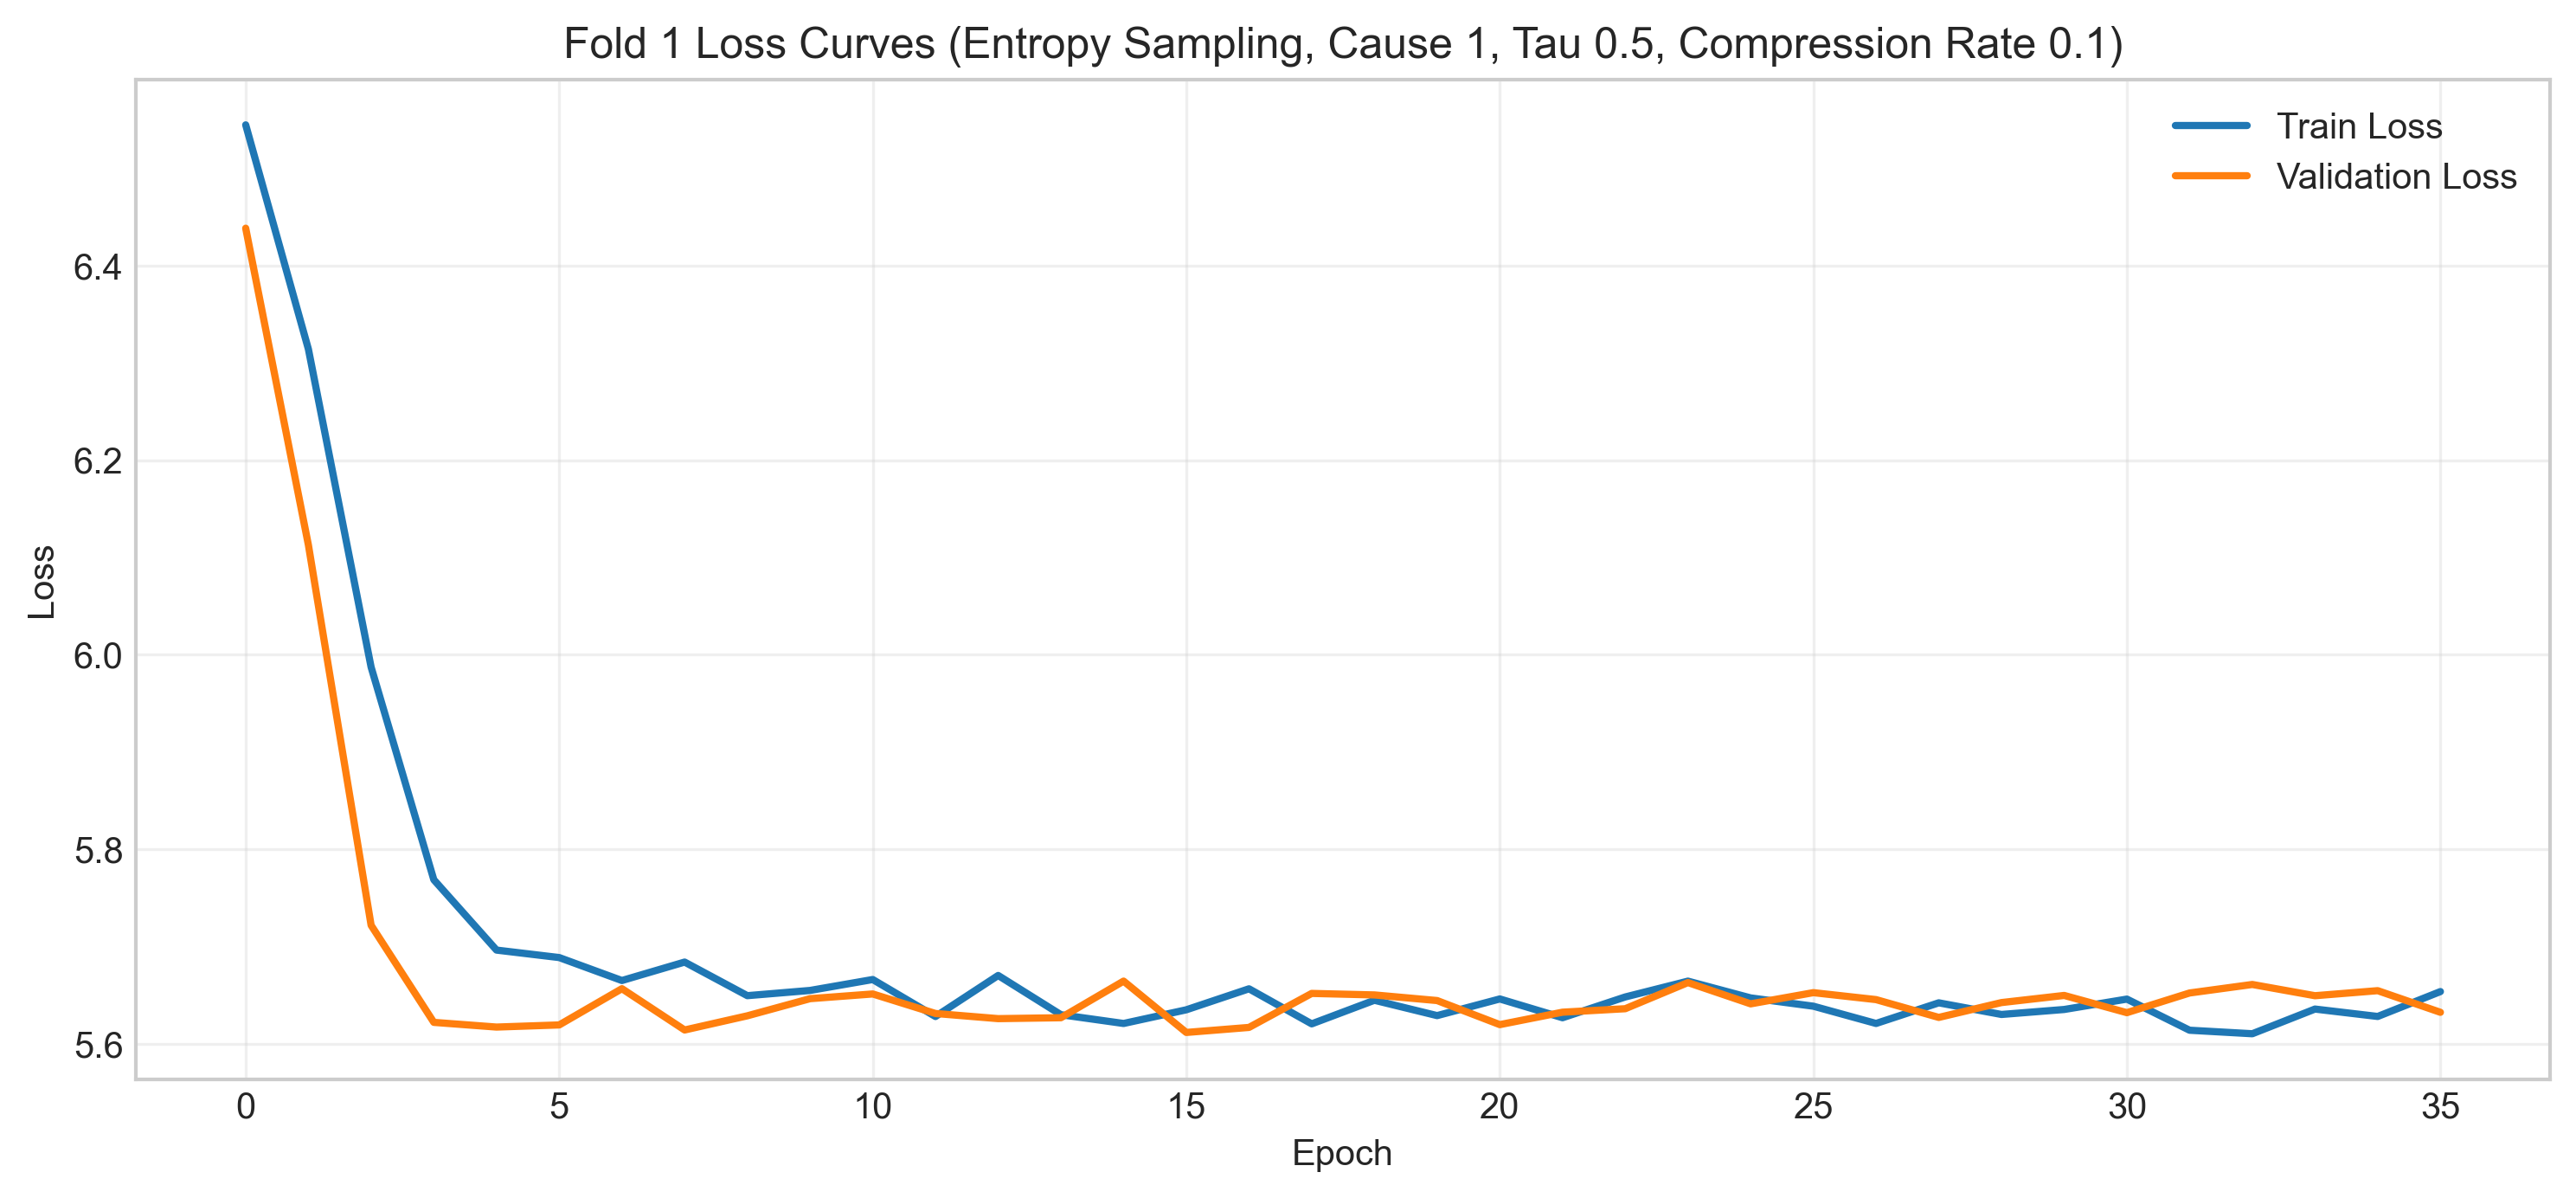 Fold 1 Loss Curves (Entropy Sampling, Cause 1, Tau 0.5, Compression Rate 0.1)
Train Loss
Validation Loss
Loss
6.4
6.2
6.0
5.8
5.6
0 5 10 15 20 25 30 35
Epoch